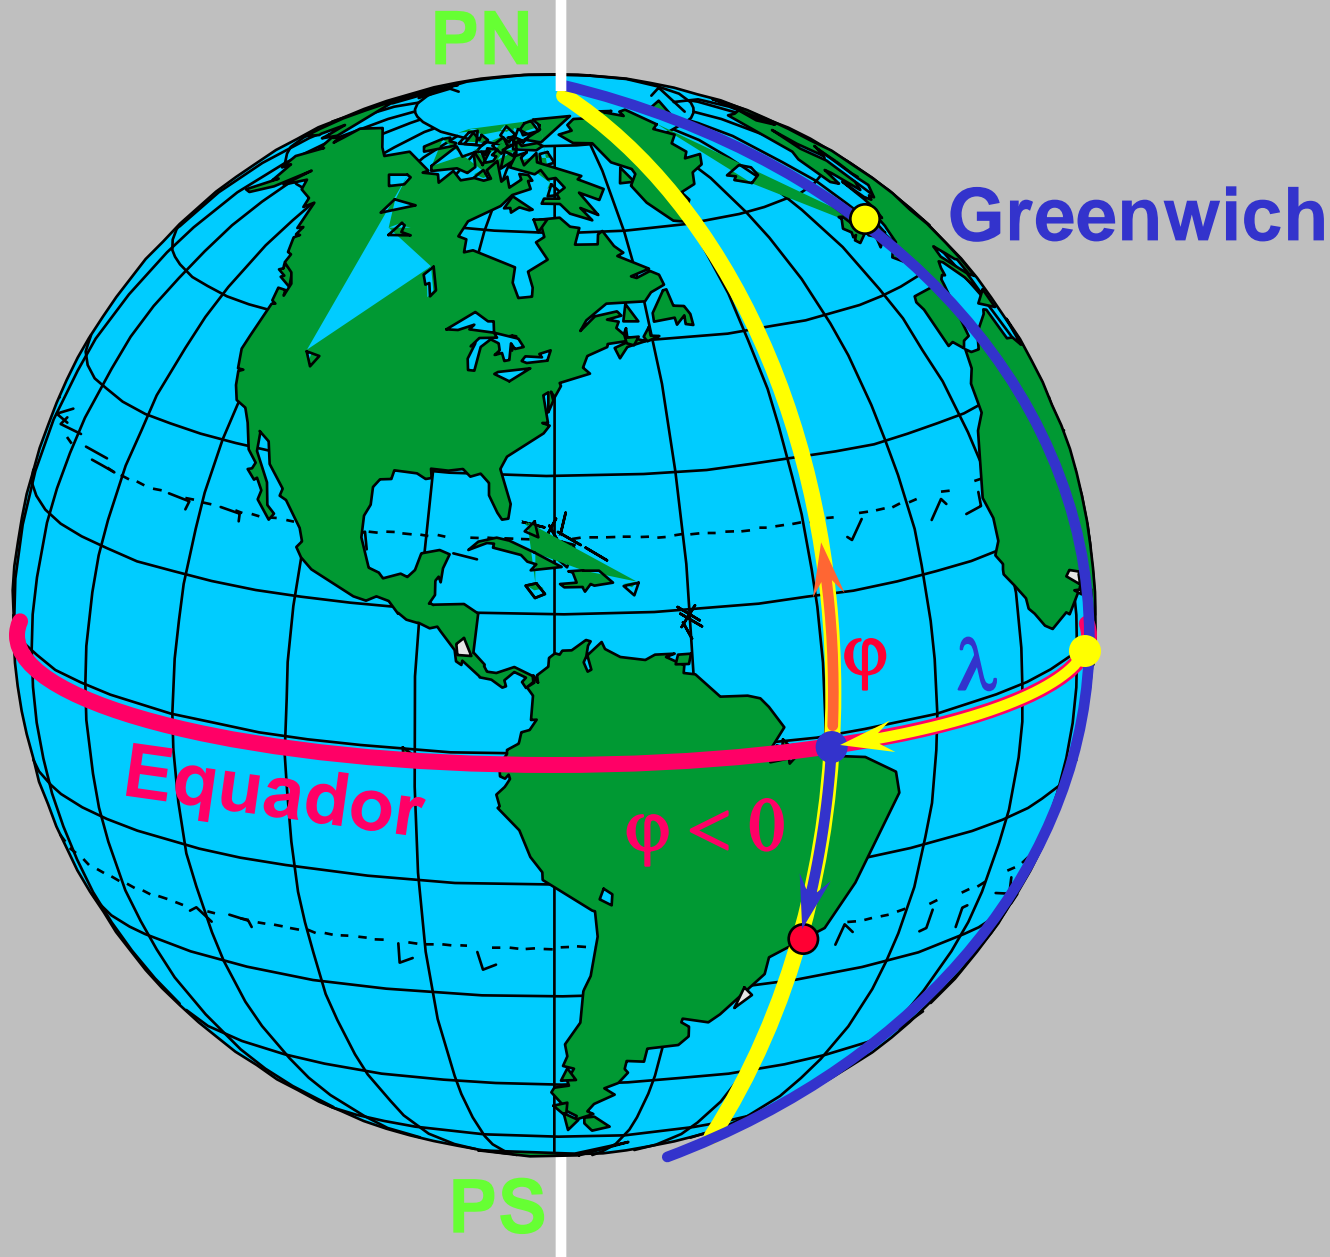 PN
Greenwich
φ
λ
Equador
φ < 0
PS